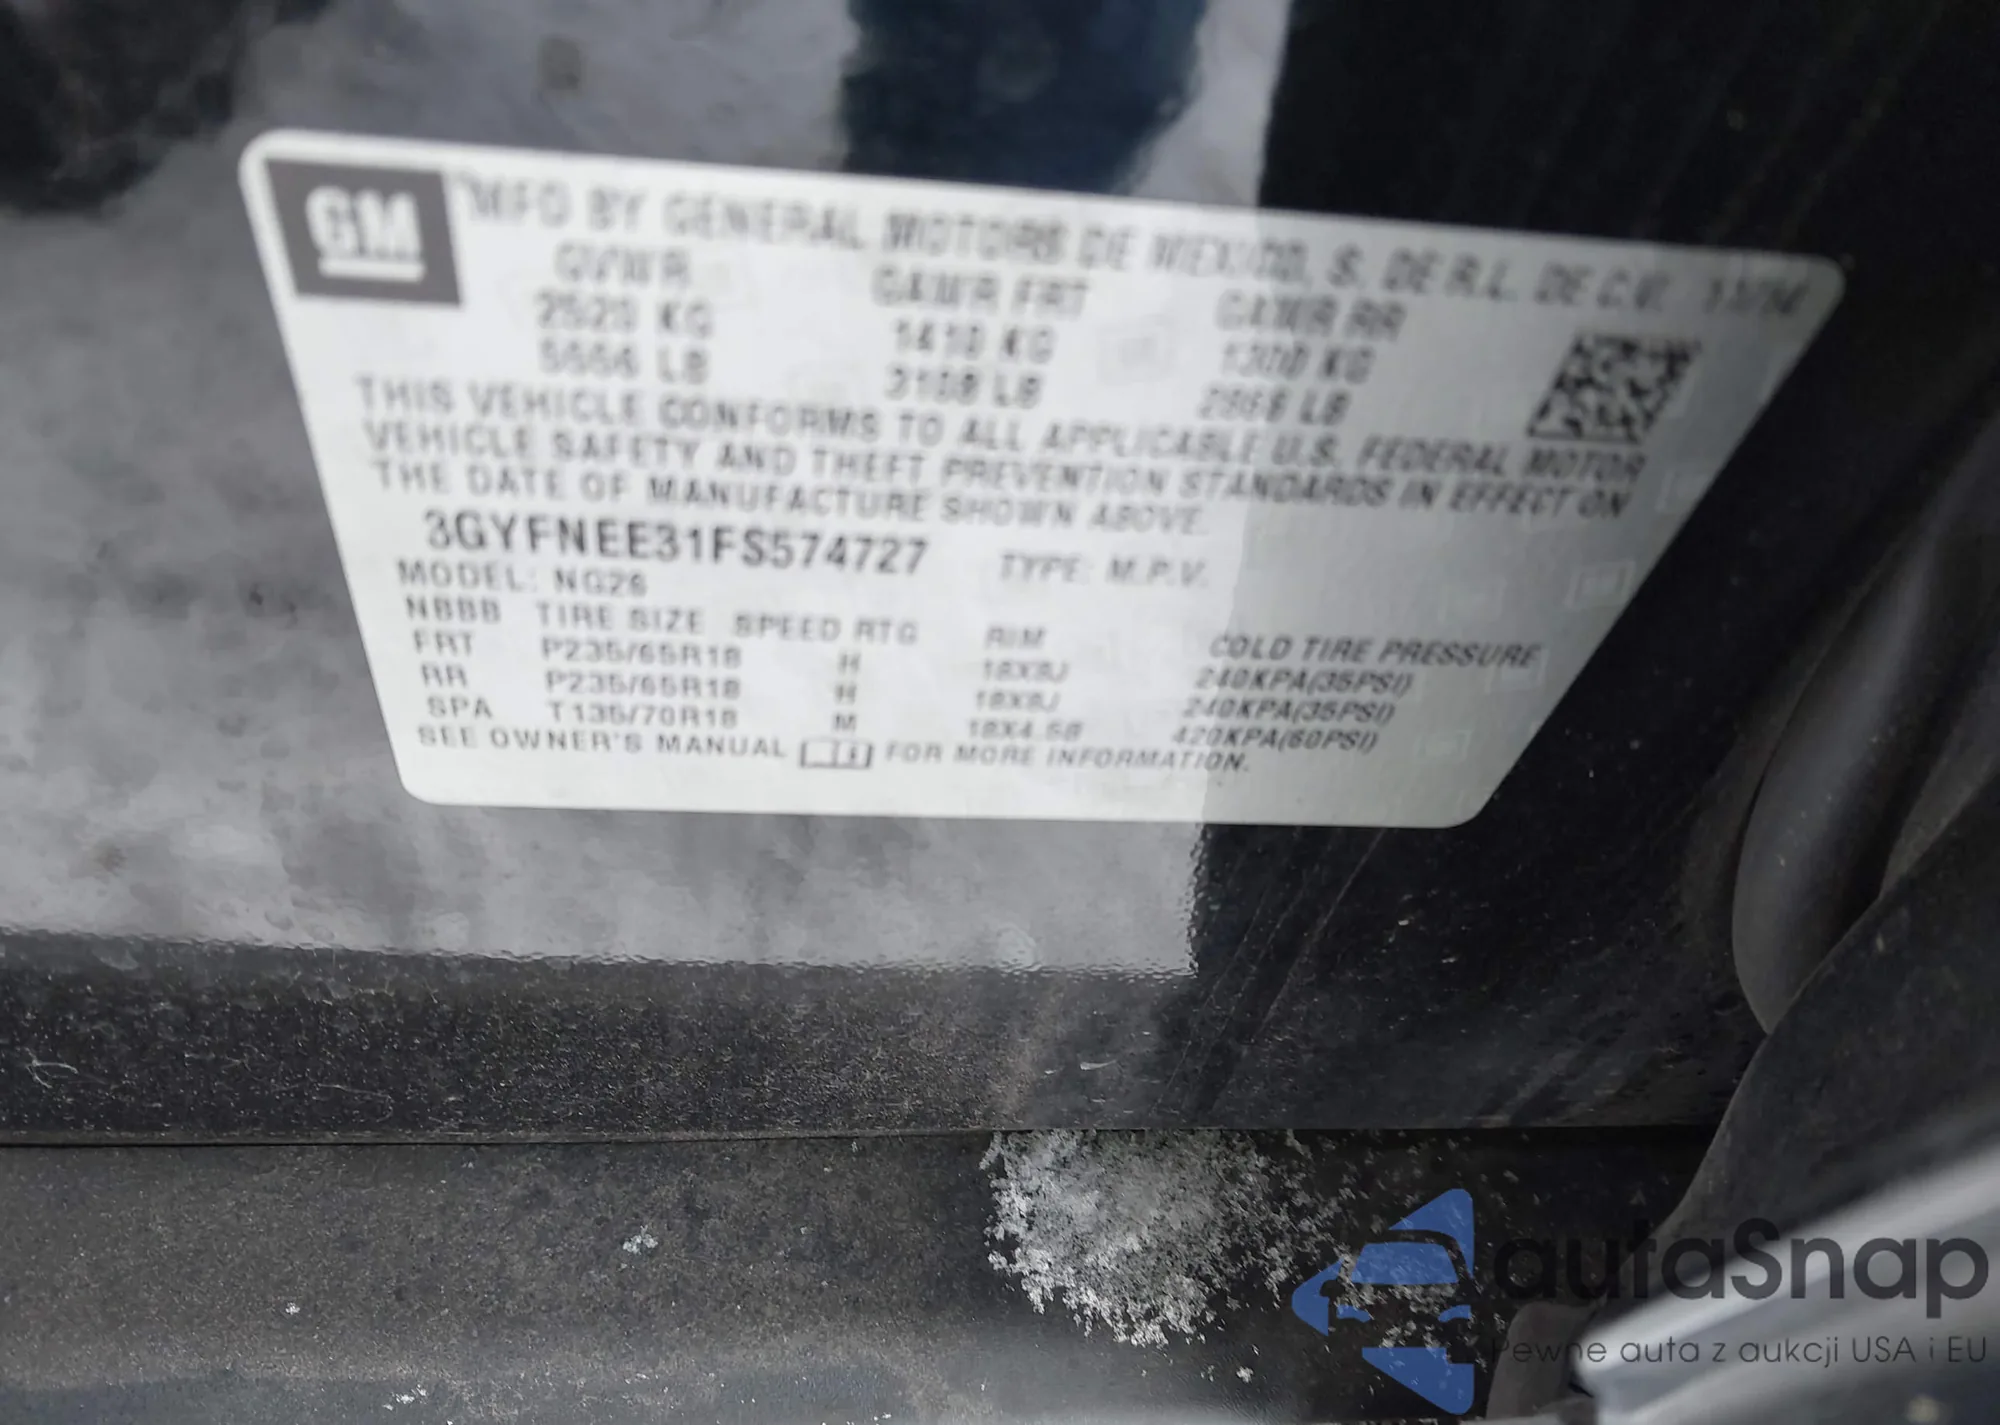 GM
MFD BY GENERAL MOTORS DE MEXICO, S. DE R.L. DE C.V. 11/14
GVWR GAWR FRT GAWR RR
2520 KG 1410 KG 1300 KG
5556 LB 3108 LB 2866 LB
THIS VEHICLE CONFORMS TO ALL APPLICABLE U.S. FEDERAL MOTOR
VEHICLE SAFETY AND THEFT PREVENTION STANDARDS IN EFFECT ON
THE DATE OF MANUFACTURE SHOWN ABOVE.
3GYFNEE31FS574727 TYPE: M.P.V.
MODEL: NG26
NBBB TIRE SIZE SPEED RTG RIM COLD TIRE PRESSURE
FRT P235/65R18 H 18X8J 240KPA(35PSI)
RR P235/65R18 H 18X8J 240KPA(35PSI)
SPA T135/70R18 M 18X4.5B 420KPA(60PSI)
SEE OWNER'S MANUAL FOR MORE INFORMATION.
autaSnap
Pewne auta z aukcji USA i EU